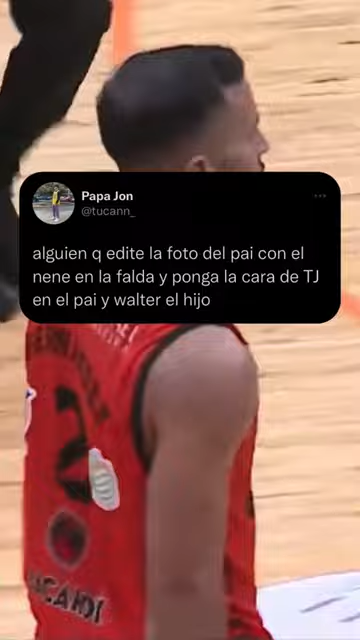 Papa Jon
@tucann_
alguien q edite la foto del pai con el
nene en la falda y ponga la cara de TJ
en el pai y walter el hijo
2